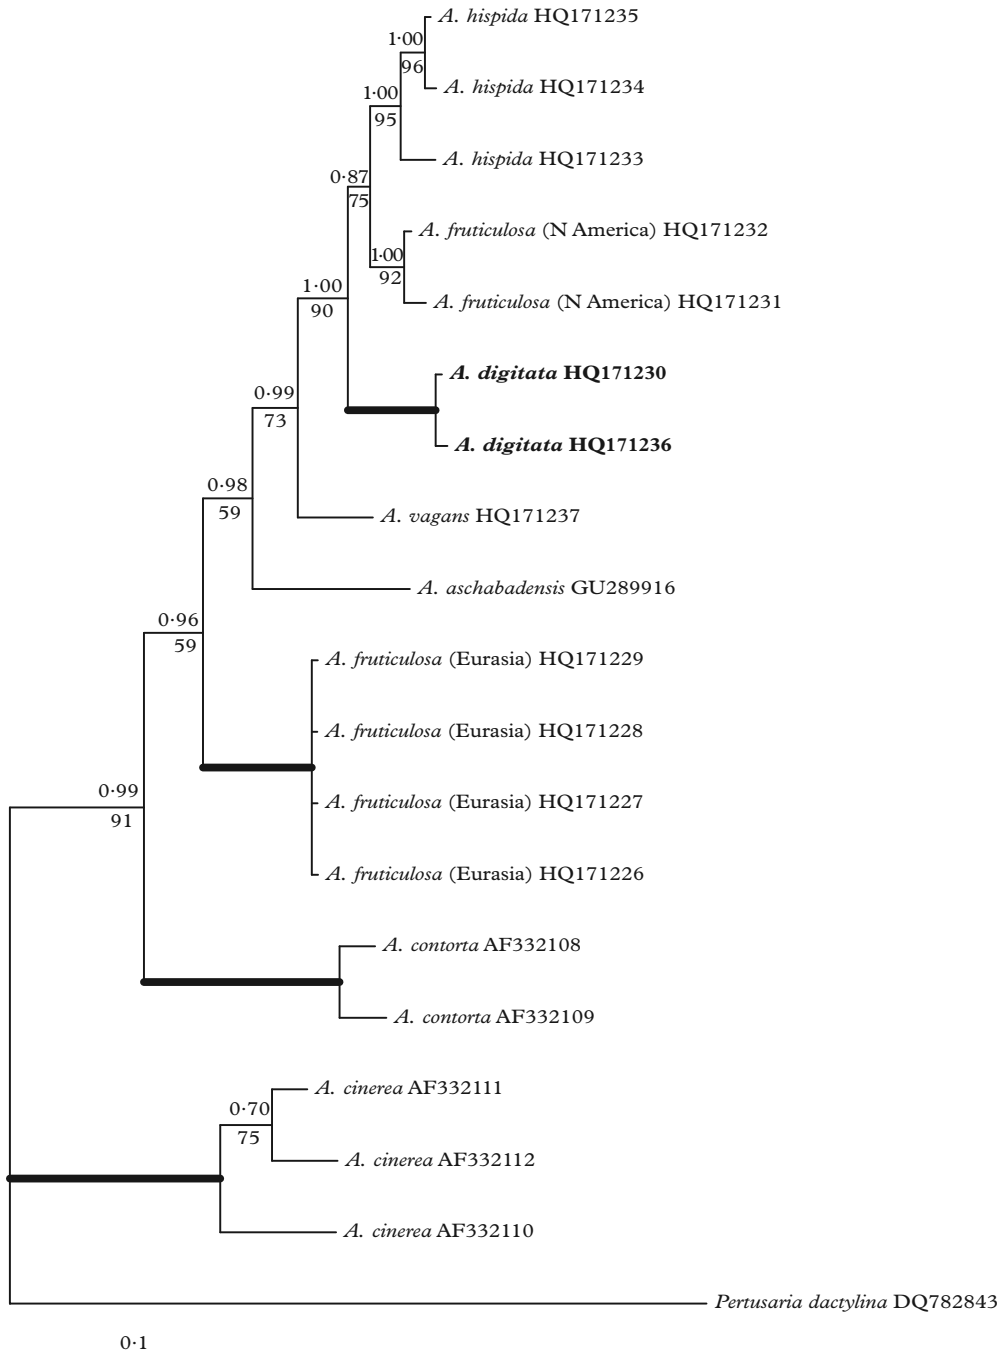 A. hispida HQ171235
1·00
96
A. hispida HQ171234
1·00
95
A. hispida HQ171233
0·87
75
A. fruticulosa (N America) HQ171232
1·00
92
A. fruticulosa (N America) HQ171231
1·00
90
A. digitata HQ171230
0·99
73
A. digitata HQ171236
0·98
59
A. vagans HQ171237
A. aschabadensis GU289916
0·96
59
A. fruticulosa (Eurasia) HQ171229
A. fruticulosa (Eurasia) HQ171228
0·99
91
A. fruticulosa (Eurasia) HQ171227
A. fruticulosa (Eurasia) HQ171226
A. contorta AF332108
A. contorta AF332109
A. cinerea AF332111
0·70
75
A. cinerea AF332112
A. cinerea AF332110
Pertusaria dactylina DQ782843
0·1